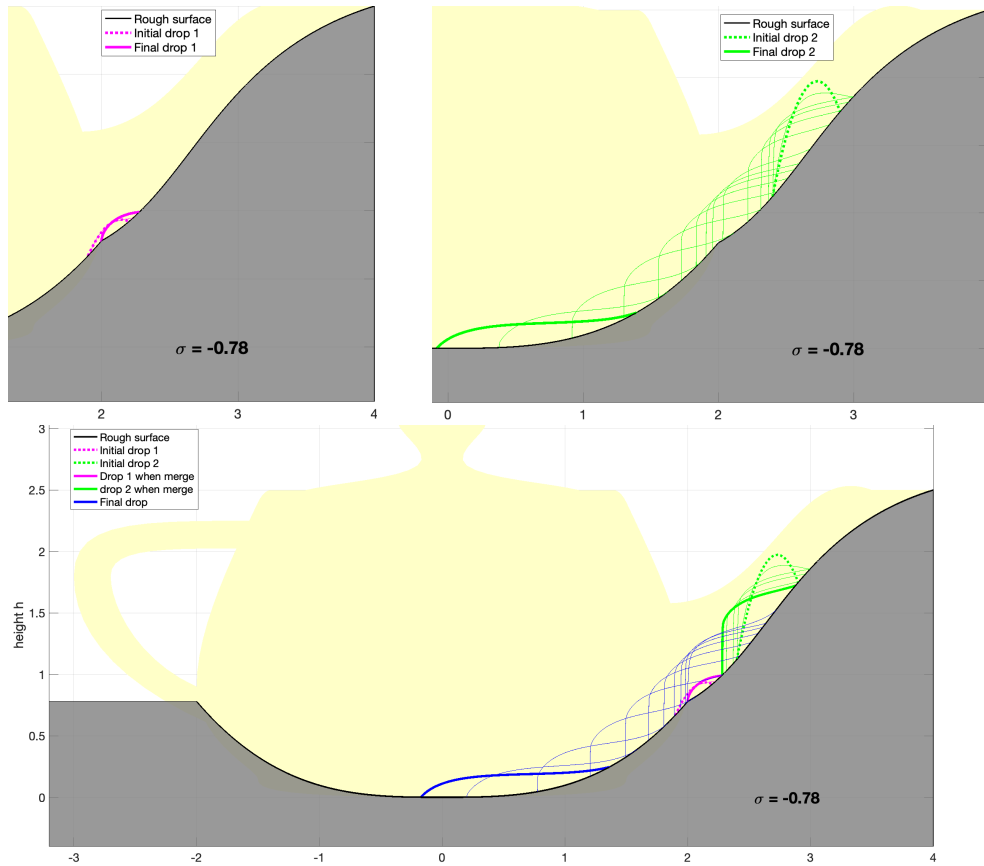 Rough surface
Initial drop 1
Final drop 1
σ = -0.78
2
3
4
Rough surface
Initial drop 2
Final drop 2
σ = -0.78
0
1
2
3
Rough surface
Initial drop 1
Initial drop 2
Drop 1 when merge
drop 2 when merge
Final drop
3
2.5
2
1.5
1
0.5
0
height h
σ = -0.78
-3
-2
-1
0
1
2
3
4